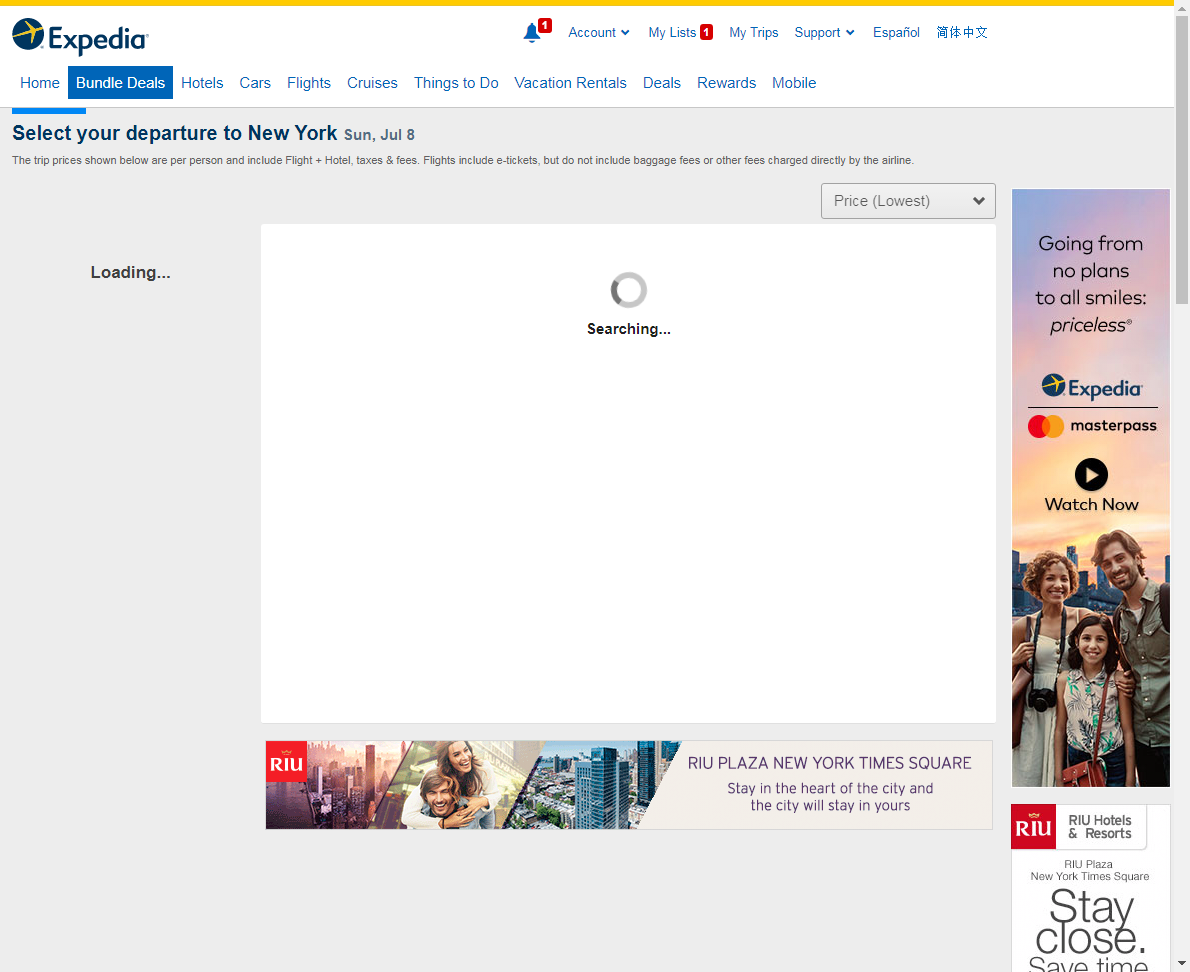 Expedia
1
Account
My Lists 1
My Trips
Support
Español
简体中文
Home
Bundle Deals
Hotels
Cars
Flights
Cruises
Things to Do
Vacation Rentals
Deals
Rewards
Mobile
Select your departure to New York Sun, Jul 8
The trip prices shown below are per person and include Flight + Hotel, taxes & fees. Flights include e-tickets, but do not include baggage fees or other fees charged directly by the airline.
Price (Lowest)
Loading...
Searching...
Going from
no plans
to all smiles:
priceless®
Expedia
masterpass
Watch Now
RIU
RIU PLAZA NEW YORK TIMES SQUARE
Stay in the heart of the city and
the city will stay in yours
RIU
RIU Hotels
& Resorts
RIU Plaza
New York Times Square
Stay
close.
Save time